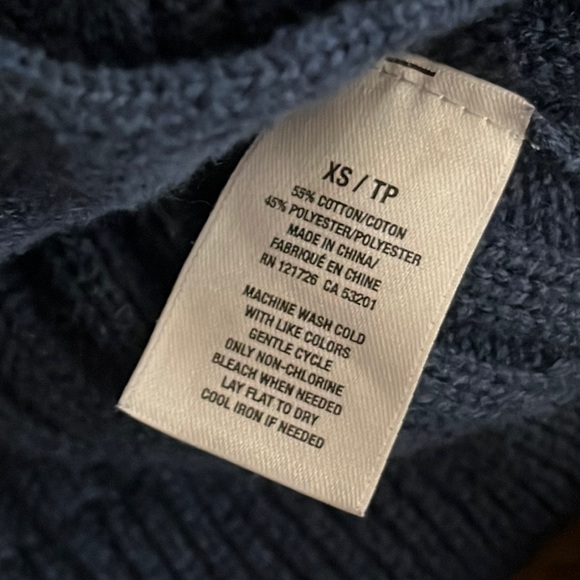 XS / TP
55% COTTON/COTON
45% POLYESTER/POLYESTER
MADE IN CHINA/
FABRIQUÉ EN CHINE
RN 121726 CA 53201
MACHINE WASH COLD
WITH LIKE COLORS
GENTLE CYCLE
ONLY NON-CHLORINE
BLEACH WHEN NEEDED
LAY FLAT TO DRY
COOL IRON IF NEEDED